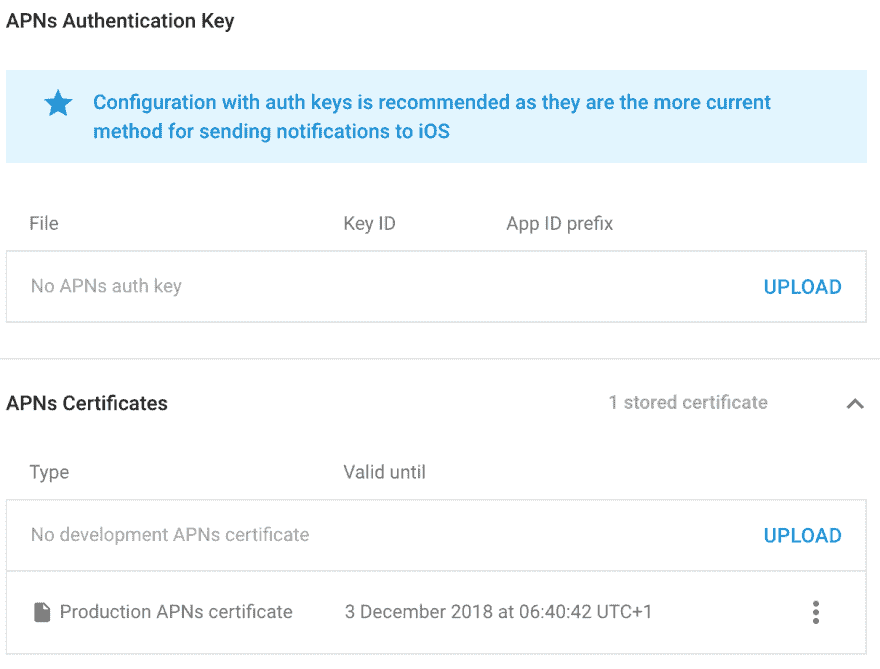 APNs Authentication Key
Configuration with auth keys is recommended as they are the more current
method for sending notifications to iOS
File Key ID App ID prefix
No APNs auth key UPLOAD
APNs Certificates 1 stored certificate
Type Valid until
No development APNs certificate UPLOAD
Production APNs certificate 3 December 2018 at 06:40:42 UTC+1